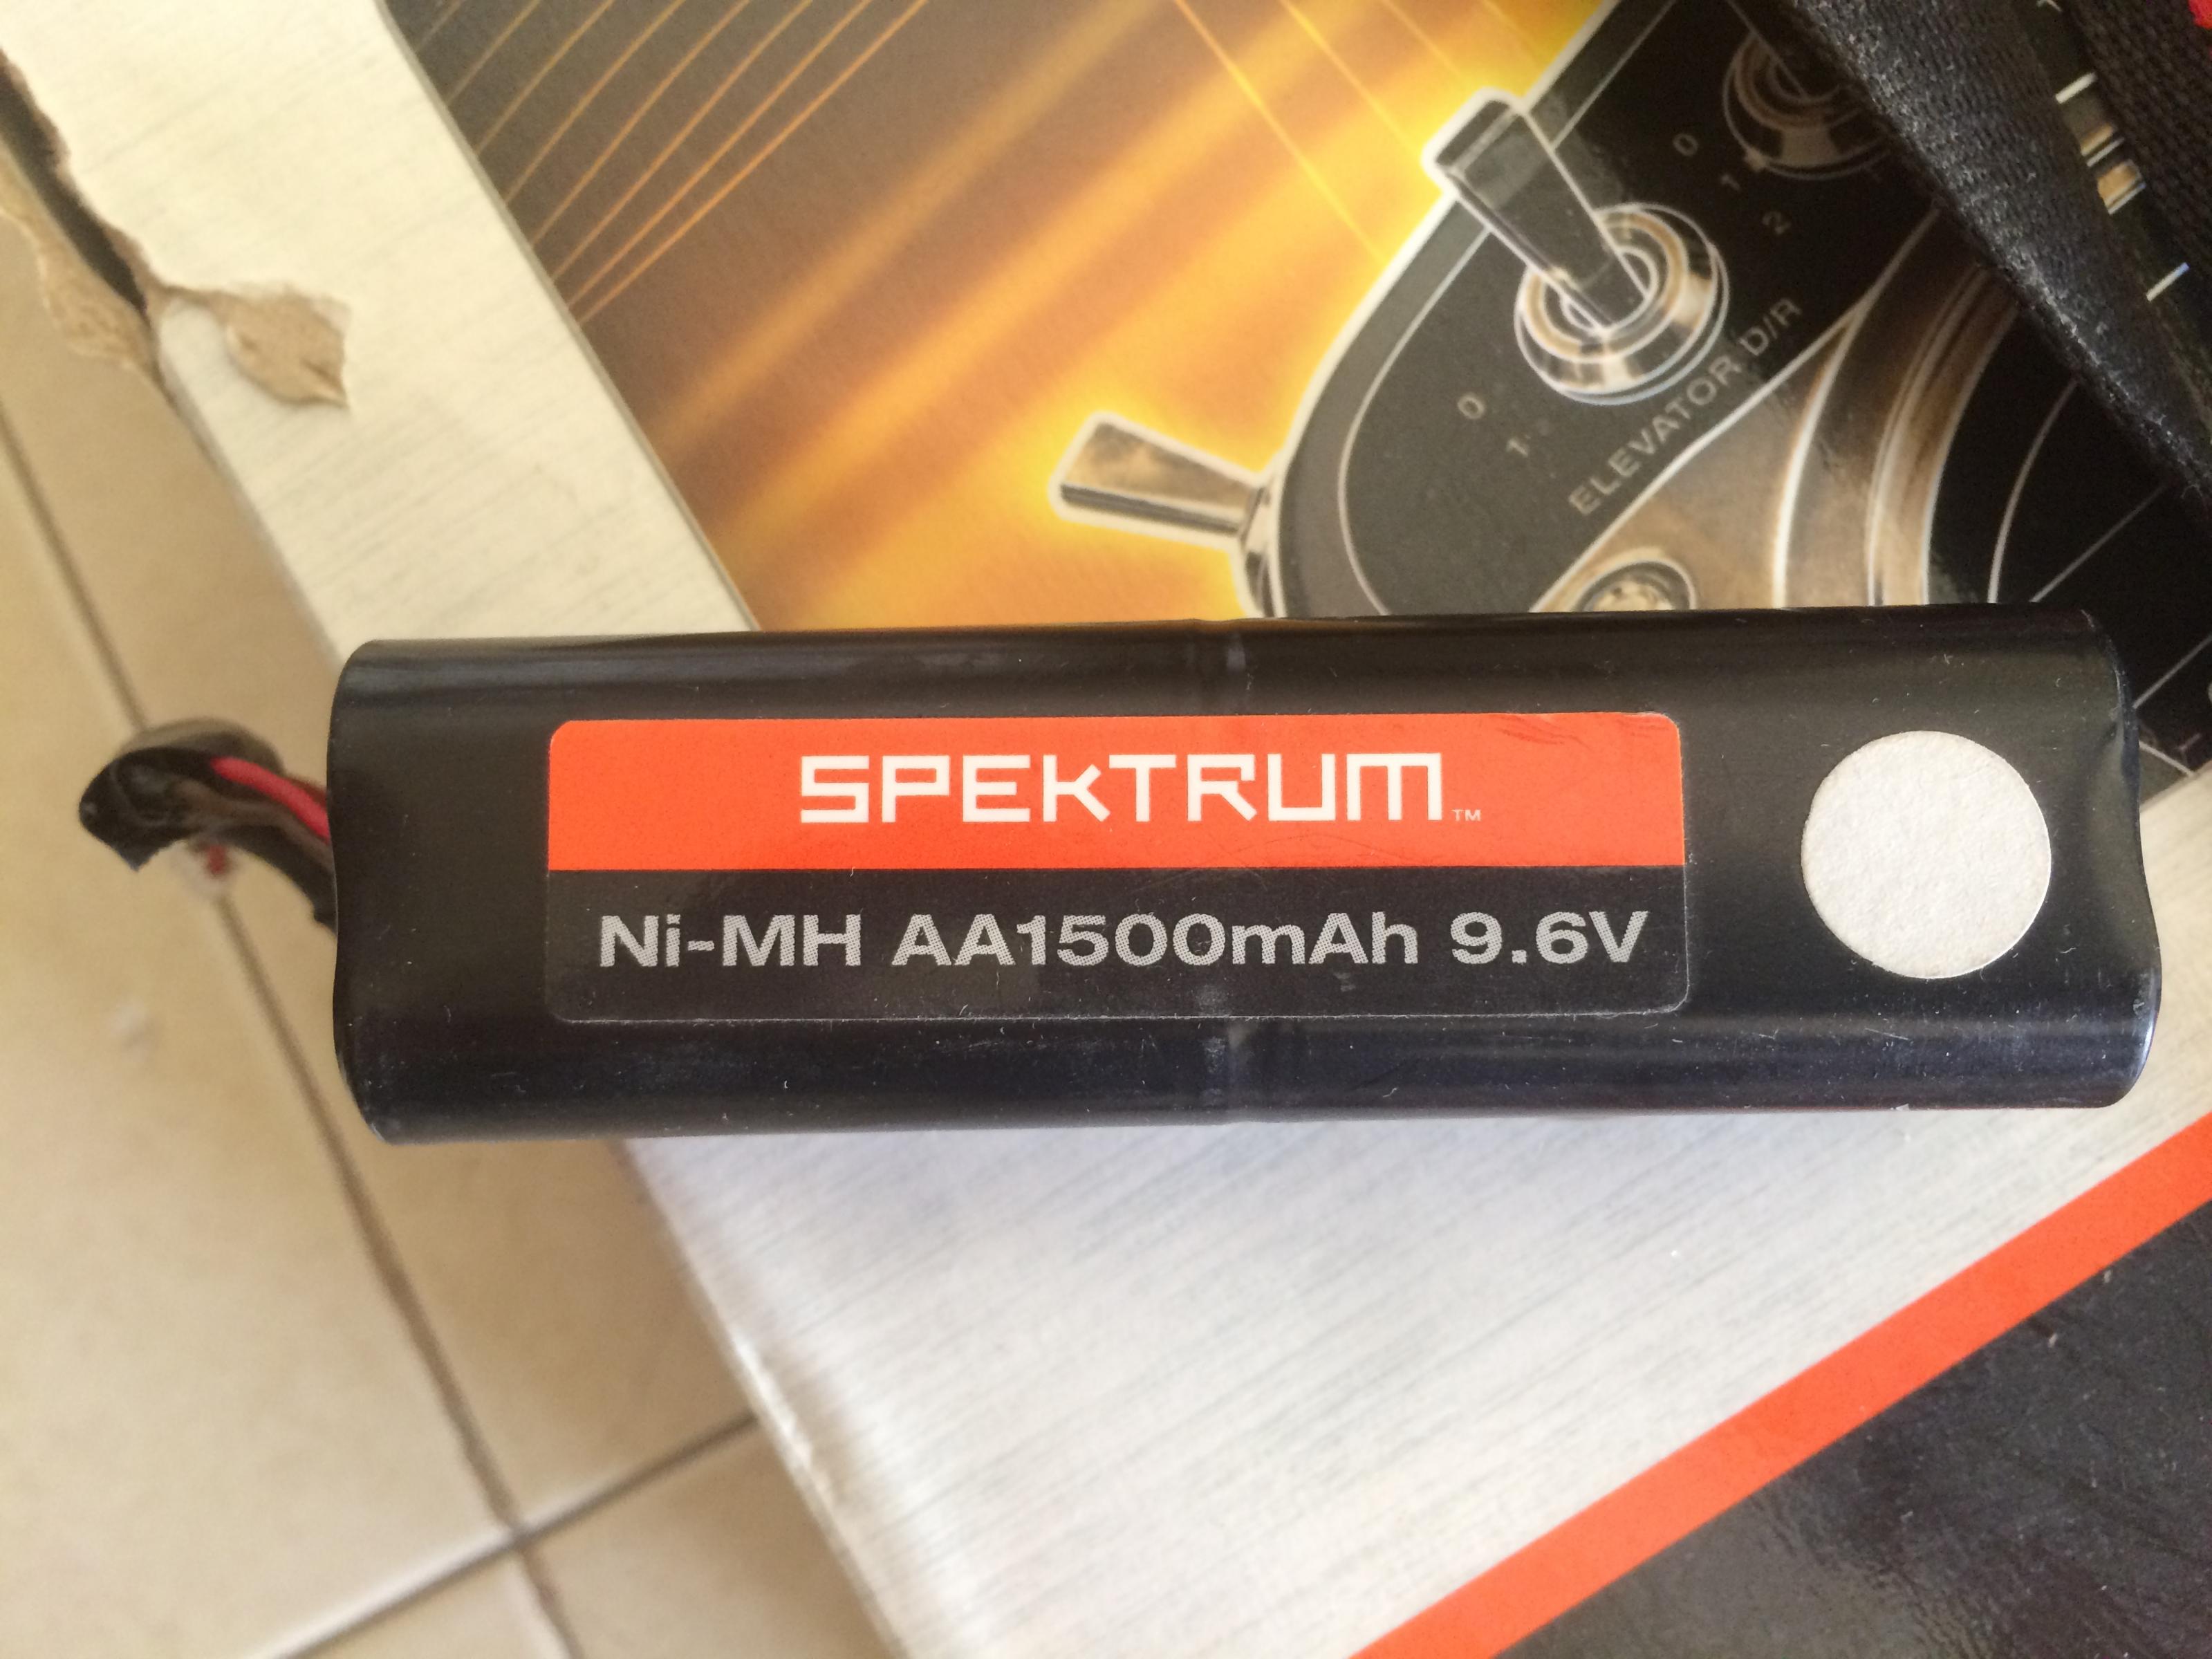 0
1
2
0
1
ELEVATOR D/R
SPEKTRUM™
Ni-MH AA1500mAh 9.6V